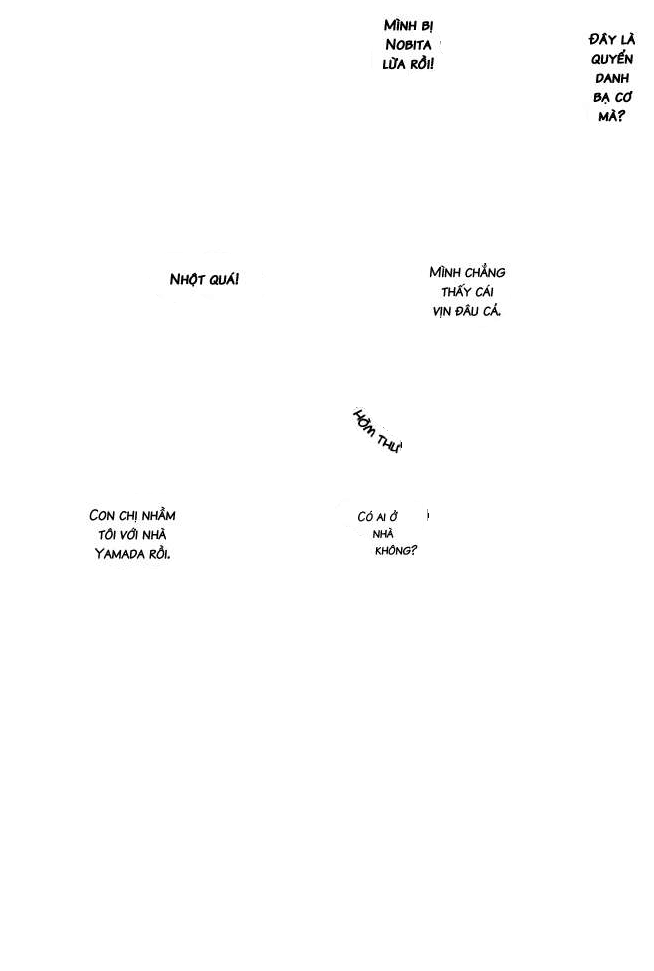 ĐÂY LÀ
QUYỂN
DANH
BẠ CƠ
MÀ?
MÌNH BỊ
NOBITA
LỪA RỒI!
MÌNH CHẲNG
THẤY CÁI
VỊN ĐÂU CẢ.
NHỘT QUÁ!
HÒM THƯ
CÓ AI Ở
NHÀ
KHÔNG?
CON CHỊ NHẦM
TÔI VỚI NHÀ
YAMADA RỒI.